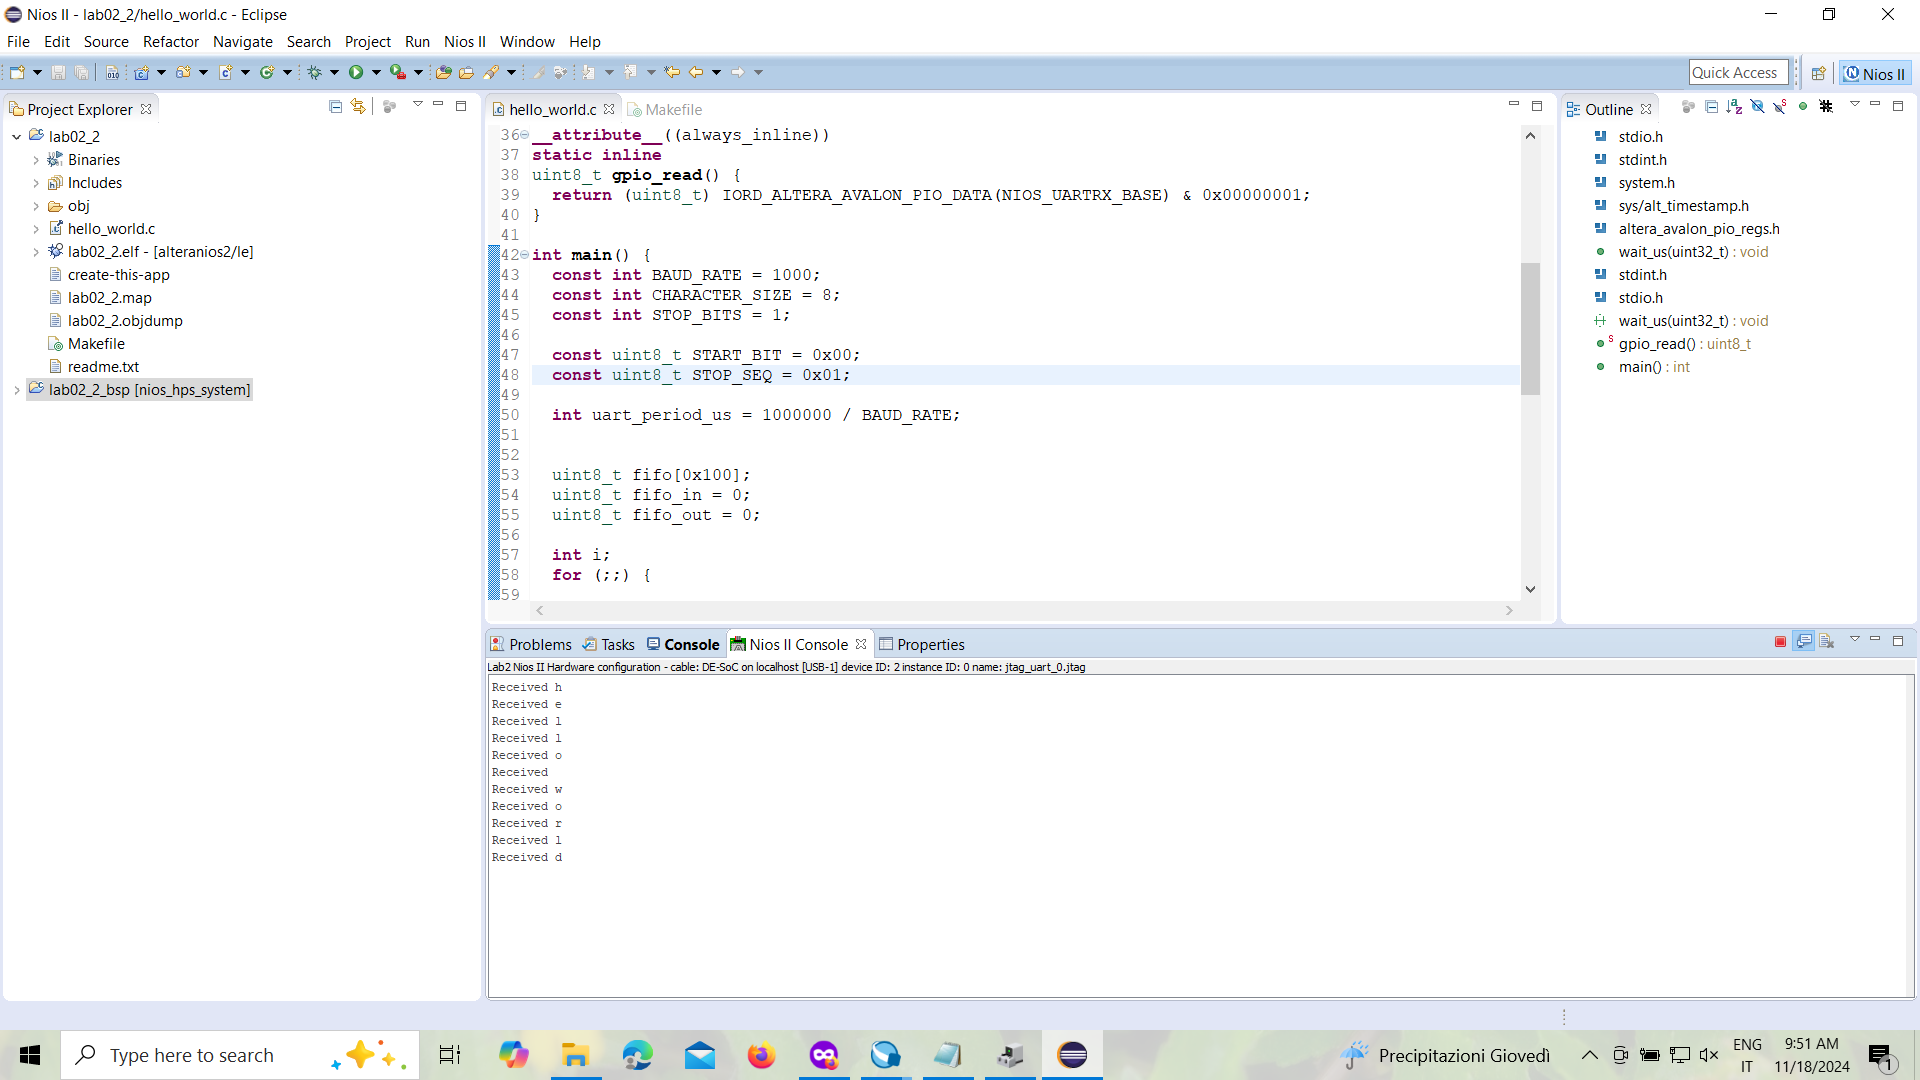 Nios II - lab02_2/hello_world.c - Eclipse
File Edit Source Refactor Navigate Search Project Run Nios II Window Help
Quick Access
Nios II
Project Explorer
lab02_2
Binaries
Includes
obj
hello_world.c
lab02_2.elf - [alteranios2/le]
create-this-app
lab02_2.map
lab02_2.objdump
Makefile
readme.txt
lab02_2_bsp [nios_hps_system]
hello_world.c
Makefile
36 __attribute__((always_inline))
37 static inline
38 uint8_t gpio_read() {
39 return (uint8_t) IORD_ALTERA_AVALON_PIO_DATA(NIOS_UARTRX_BASE) & 0x00000001;
40 }
41
42 int main() {
43 const int BAUD_RATE = 1000;
44 const int CHARACTER_SIZE = 8;
45 const int STOP_BITS = 1;
46
47 const uint8_t START_BIT = 0x00;
48 const uint8_t STOP_SEQ = 0x01;
49
50 int uart_period_us = 1000000 / BAUD_RATE;
51
52
53 uint8_t fifo[0x100];
54 uint8_t fifo_in = 0;
55 uint8_t fifo_out = 0;
56
57 int i;
58 for (;;) {
59
Outline
stdio.h
stdint.h
system.h
sys/alt_timestamp.h
altera_avalon_pio_regs.h
wait_us(uint32_t) : void
stdint.h
stdio.h
wait_us(uint32_t) : void
gpio_read() : uint8_t
main() : int
Problems Tasks Console Nios II Console Properties
Lab2 Nios II Hardware configuration - cable: DE-SoC on localhost [USB-1] device ID: 2 instance ID: 0 name: jtag_uart_0.jtag
Received h
Received e
Received l
Received l
Received o
Received
Received w
Received o
Received r
Received l
Received d
Type here to search
Precipitazioni Giovedì
ENG
IT
9:51 AM
11/18/2024
1